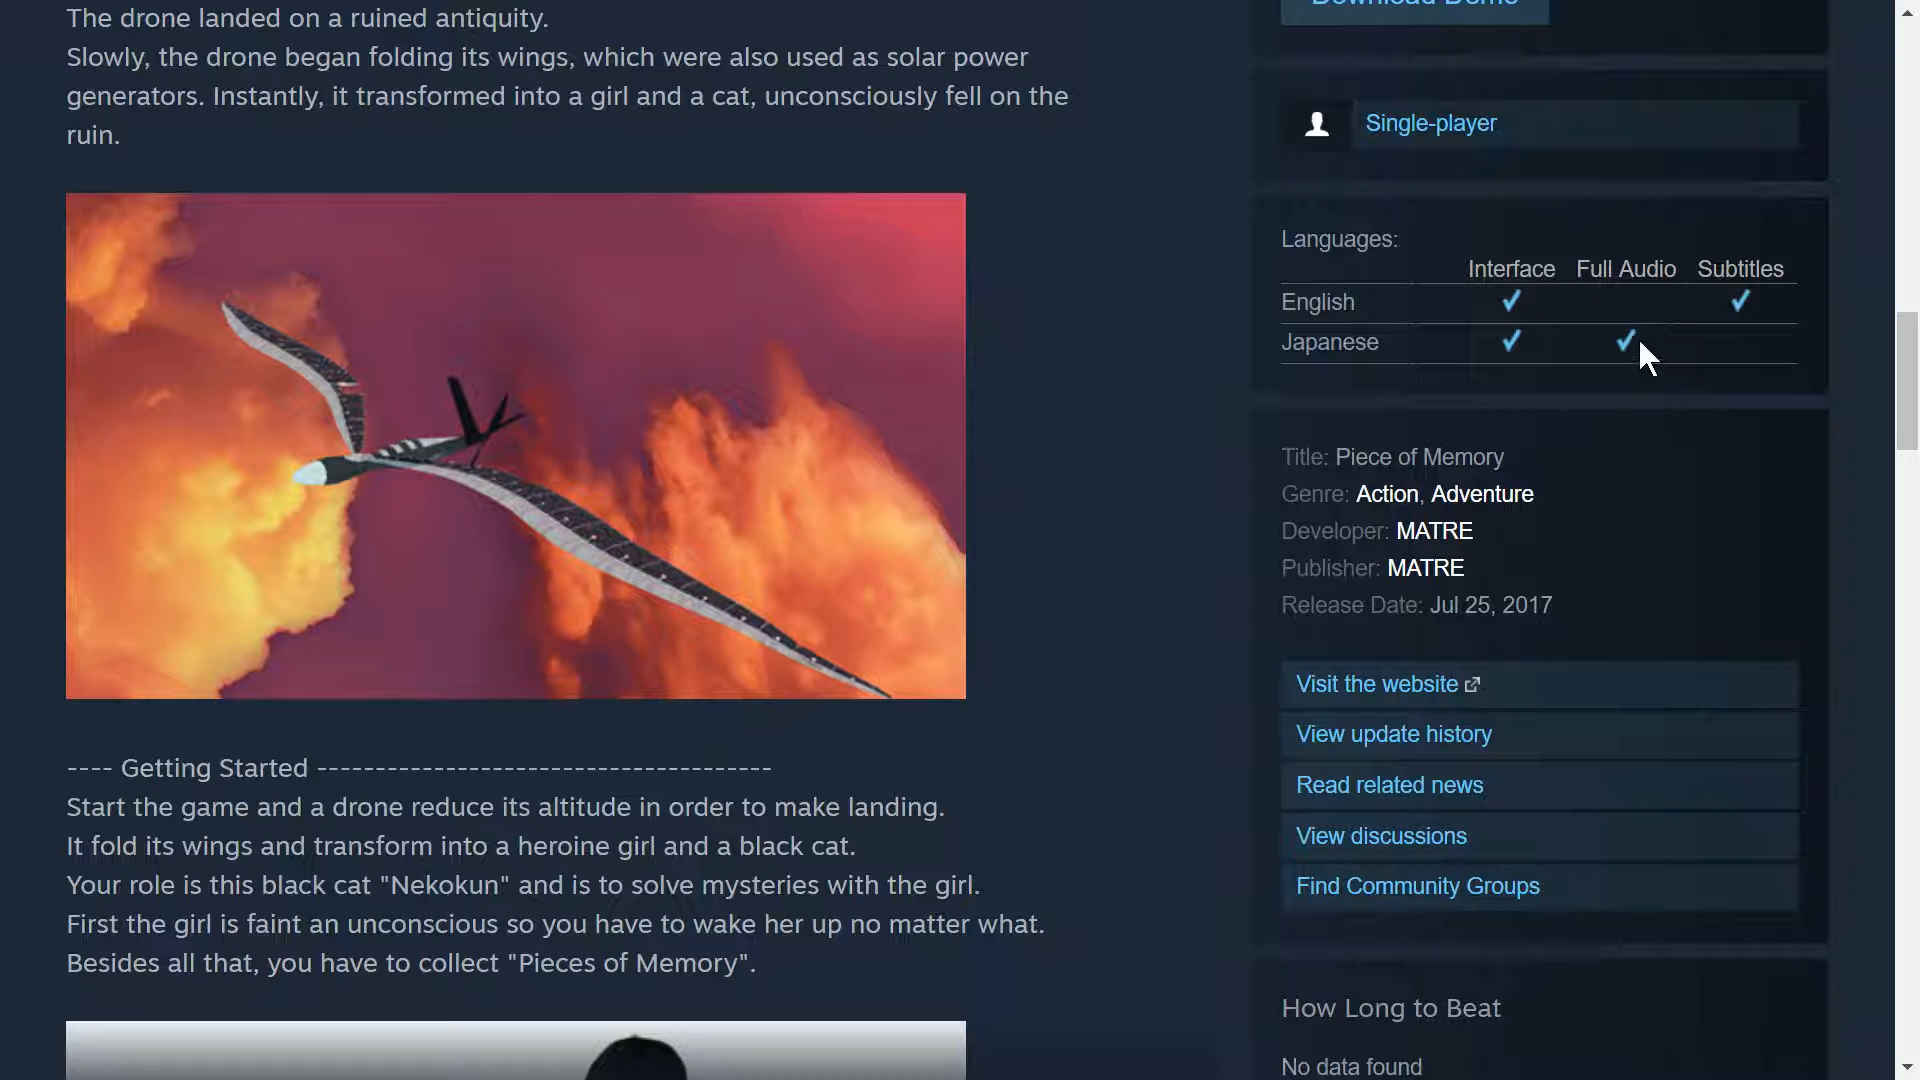 The drone landed on a ruined antiquity.
Slowly, the drone began folding its wings, which were also used as solar power
generators. Instantly, it transformed into a girl and a cat, unconsciously fell on the
ruin.
---- Getting Started ---------------------------------------
Start the game and a drone reduce its altitude in order to make landing.
It fold its wings and transform into a heroine girl and a black cat.
Your role is this black cat "Nekokun" and is to solve mysteries with the girl.
First the girl is faint an unconscious so you have to wake her up no matter what.
Besides all that, you have to collect "Pieces of Memory".
Download Demo
Single-player
Languages:
Interface Full Audio Subtitles
English ✔ ✔
Japanese ✔ ✔
Title: Piece of Memory
Genre: Action, Adventure
Developer: MATRE
Publisher: MATRE
Release Date: Jul 25, 2017
Visit the website
View update history
Read related news
View discussions
Find Community Groups
How Long to Beat
No data found